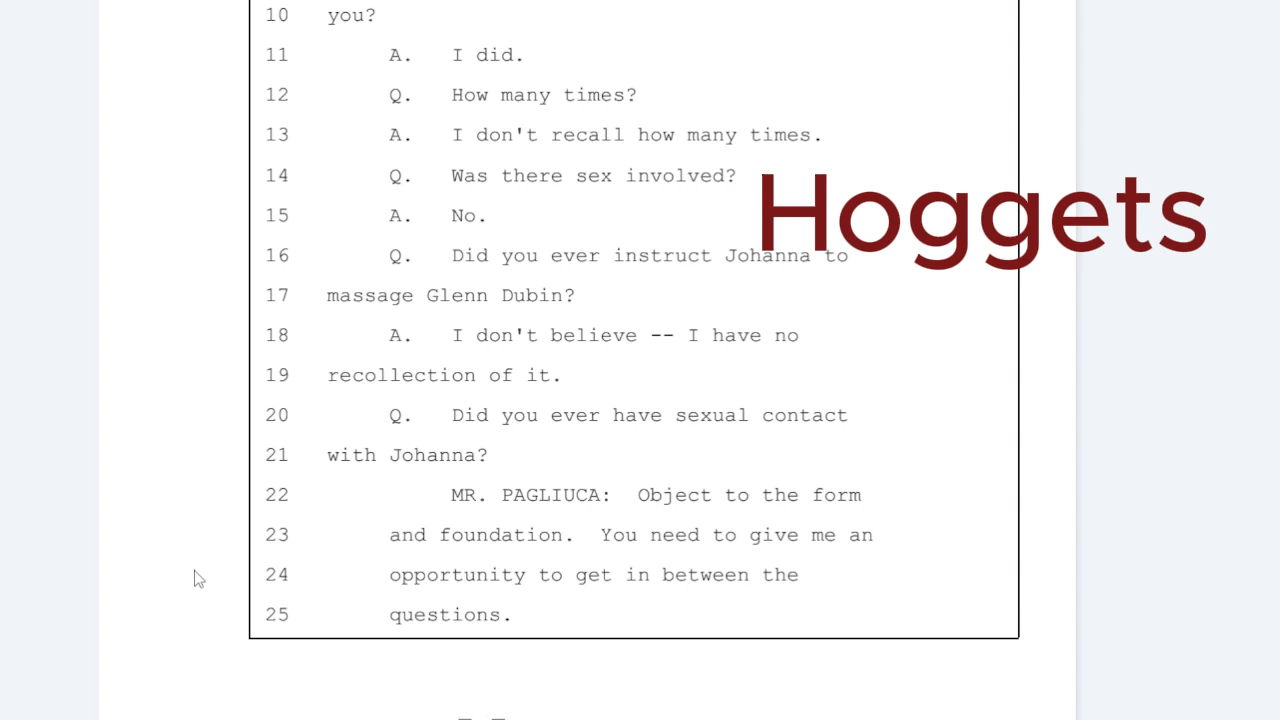 10 you?
11 A. I did.
12 Q. How many times?
13 A. I don't recall how many times.
14 Q. Was there sex involved?
Hoggets
15 A. No.
16 Q. Did you ever instruct Johanna to
17 massage Glenn Dubin?
18 A. I don't believe -- I have no
19 recollection of it.
20 Q. Did you ever have sexual contact
21 with Johanna?
22 MR. PAGLIUCA: Object to the form
23 and foundation. You need to give me an
24 opportunity to get in between the
25 questions.